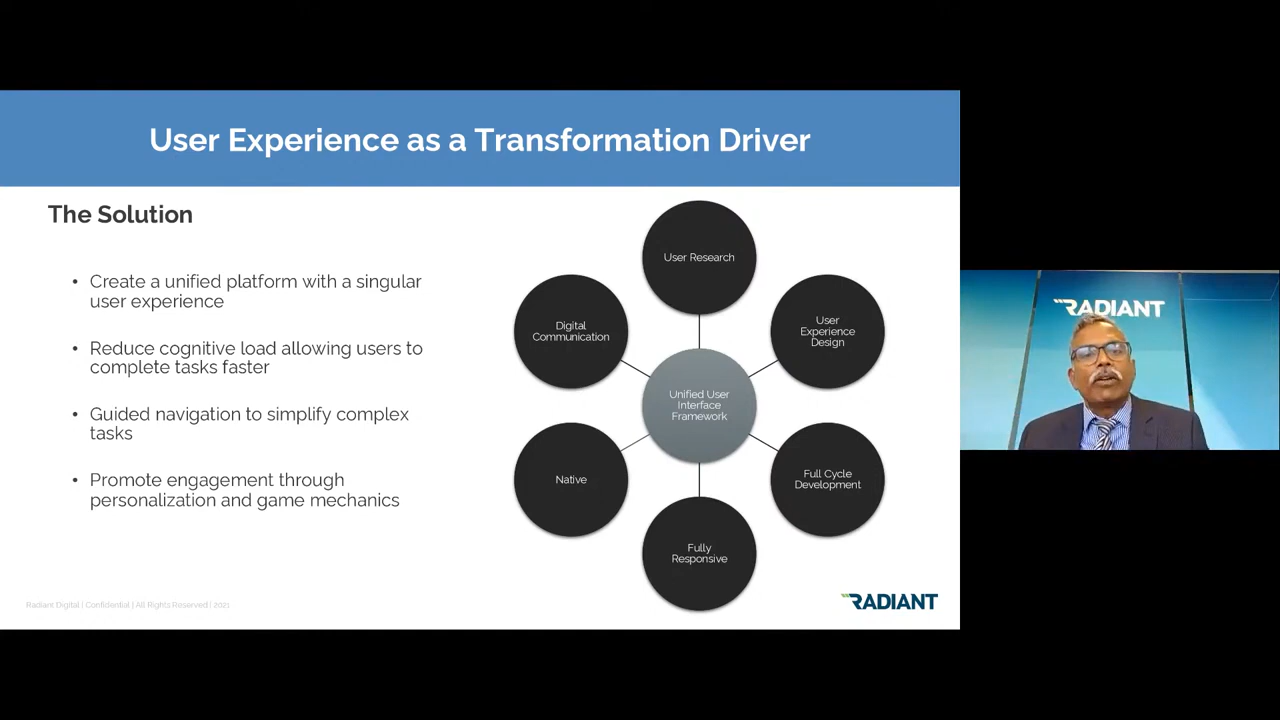 User Experience as a Transformation Driver
The Solution
• Create a unified platform with a singular
user experience
• Reduce cognitive load allowing users to
complete tasks faster
• Guided navigation to simplify complex
tasks
• Promote engagement through
personalization and game mechanics
User Research
User
Experience
Design
Full Cycle
Development
Fully
Responsive
Native
Digital
Communication
Unified User
Interface
Framework
Radiant Digital | Confidential | All Rights Reserved | 2021
RADIANT
RADIANT